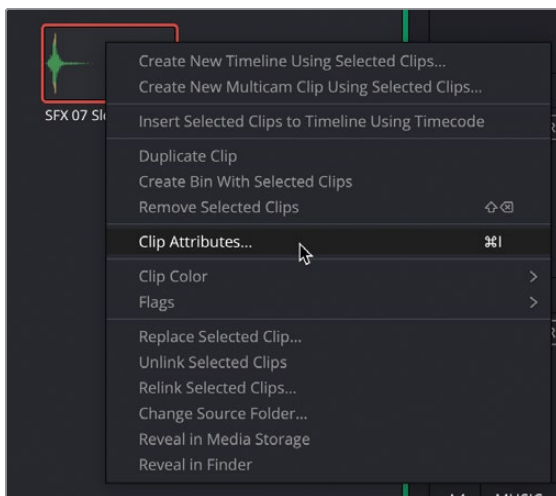 Create New Timeline Using Selected Clips...
Create New Multicam Clip Using Selected Clips...
SFX 07
Insert Selected Clips to Timeline Using Timecode
Duplicate Clip
Create Bin With Selected Clips
Remove Selected Clips ⇧⌫
Clip Attributes... ⌘I
Clip Color >
Flags >
Replace Selected Clip...
Unlink Selected Clips
Relink Selected Clips...
Change Source Folder...
Reveal in Media Storage
Reveal in Finder